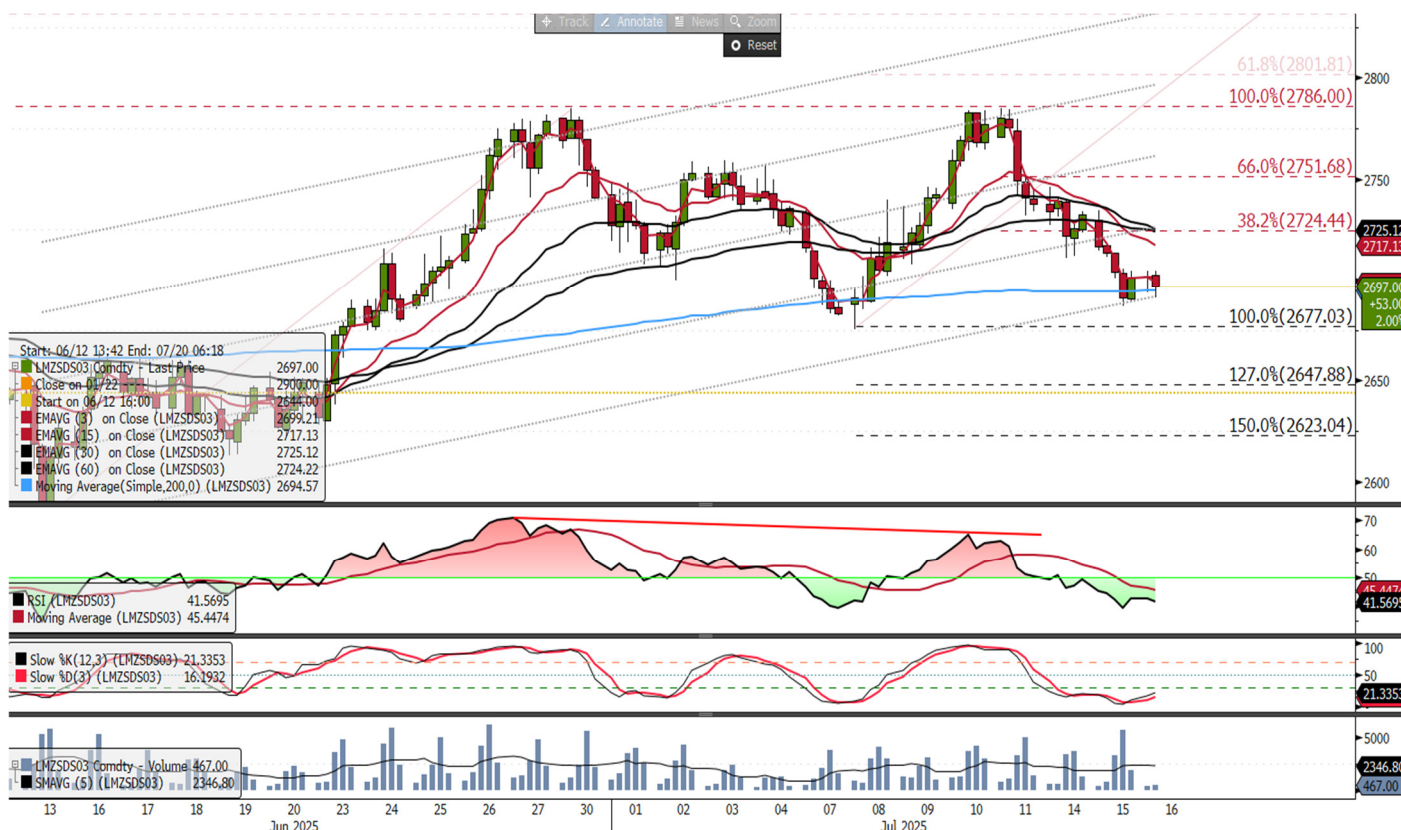 Track Annotate News Zoom
Reset
61.8%(2801.81)
100.0%(2786.00)
66.0%(2751.68)
38.2%(2724.44)
100.0%(2677.03)
127.0%(2647.88)
150.0%(2623.04)
2800
2750
2725.12
2717.13
2697.00
+53.00
2.00%
2650
2600
Start: 06/12 13:42 End: 07/20 06:18
LMZSDS03 Comdty - Last Price 2697.00
Close on 01/22 2900.00
Start on 06/12 16:00 2644.00
EMAVG (3) on Close (LMZSDS03) 2699.21
EMAVG (15) on Close (LMZSDS03) 2717.13
EMAVG (30) on Close (LMZSDS03) 2725.12
EMAVG (60) on Close (LMZSDS03) 2724.22
Moving Average(Simple,200,0) (LMZSDS03) 2694.57
70
60
50
45.4474
41.5695
RSI (LMZSDS03) 41.5695
Moving Average (LMZSDS03) 45.4474
100
50
21.3353
Slow %K(12,3) (LMZSDS03) 21.3353
Slow %D(3) (LMZSDS03) 16.1932
5000
2346.80
467.00
LMZSDS03 Comdty - Volume 467.00
SMAVG (5) (LMZSDS03) 2346.80
13 16 17 18 19 20 23 24 25 26 27 30 01 02 03 04 07 08 09 10 11 14 15 16
Jun 2025 Jul 2025